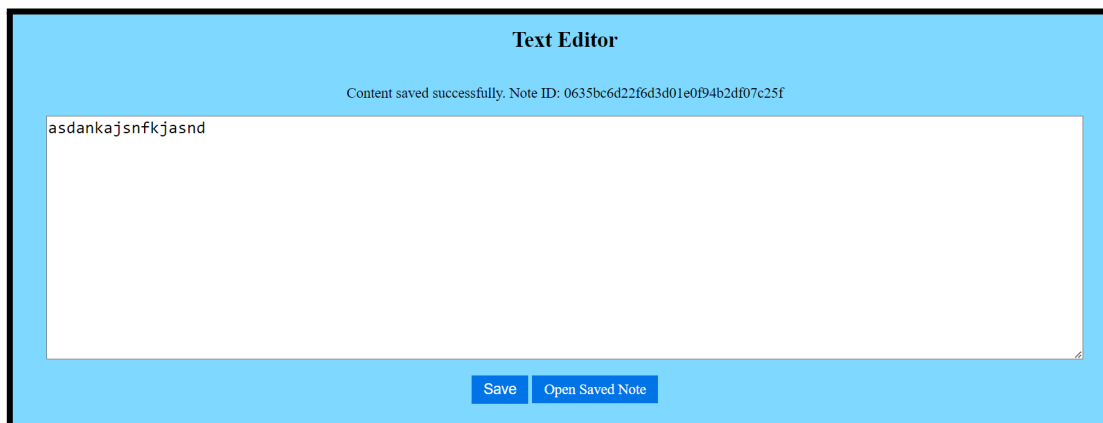 Text Editor
Content saved successfully. Note ID: 0635bc6d22f6d3d01e0f94b2df07c25f
asdankajsnfkjasnd
Save
Open Saved Note